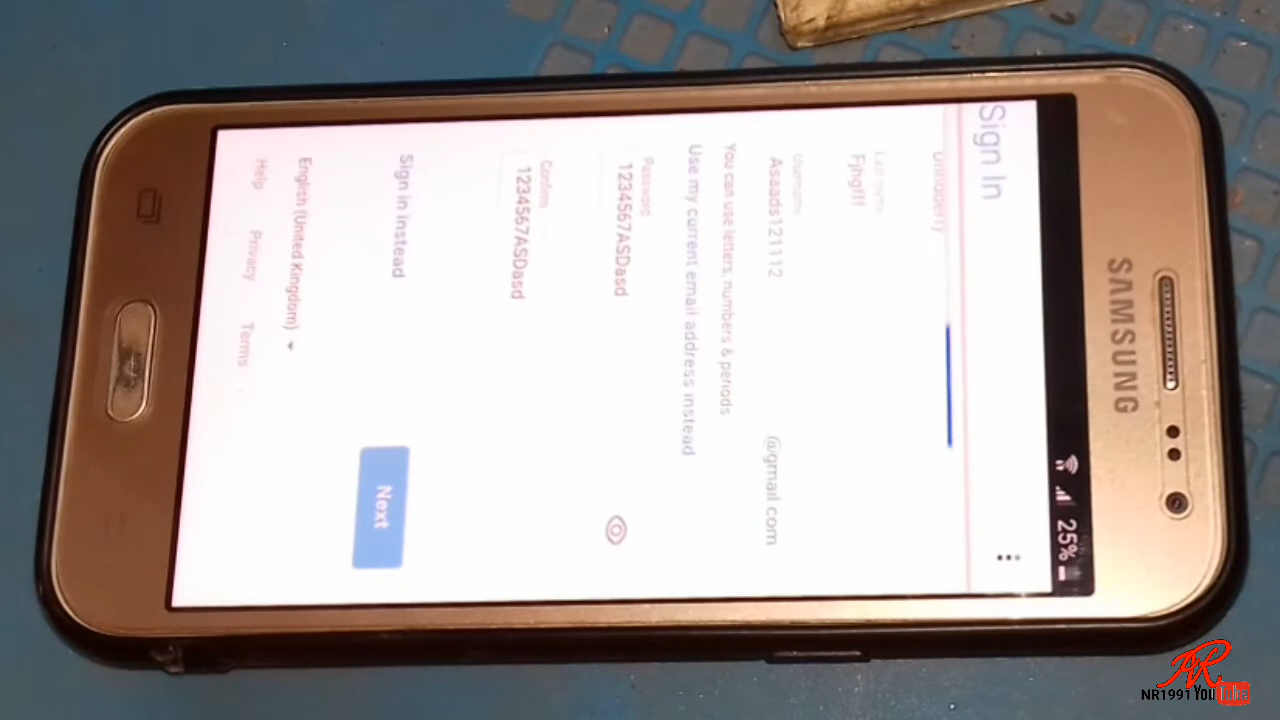 SAMSUNG
25%
Sign In
Last name
Fjhgfff
Username
Asaads121112 @gmail.com
You can use letters, numbers & periods
Use my current email address instead
Password
1234567ASDasd
Confirm
1234567ASDasd
Sign in instead
Next
English (United Kingdom)
Help Privacy Terms
NR1991 YouTube